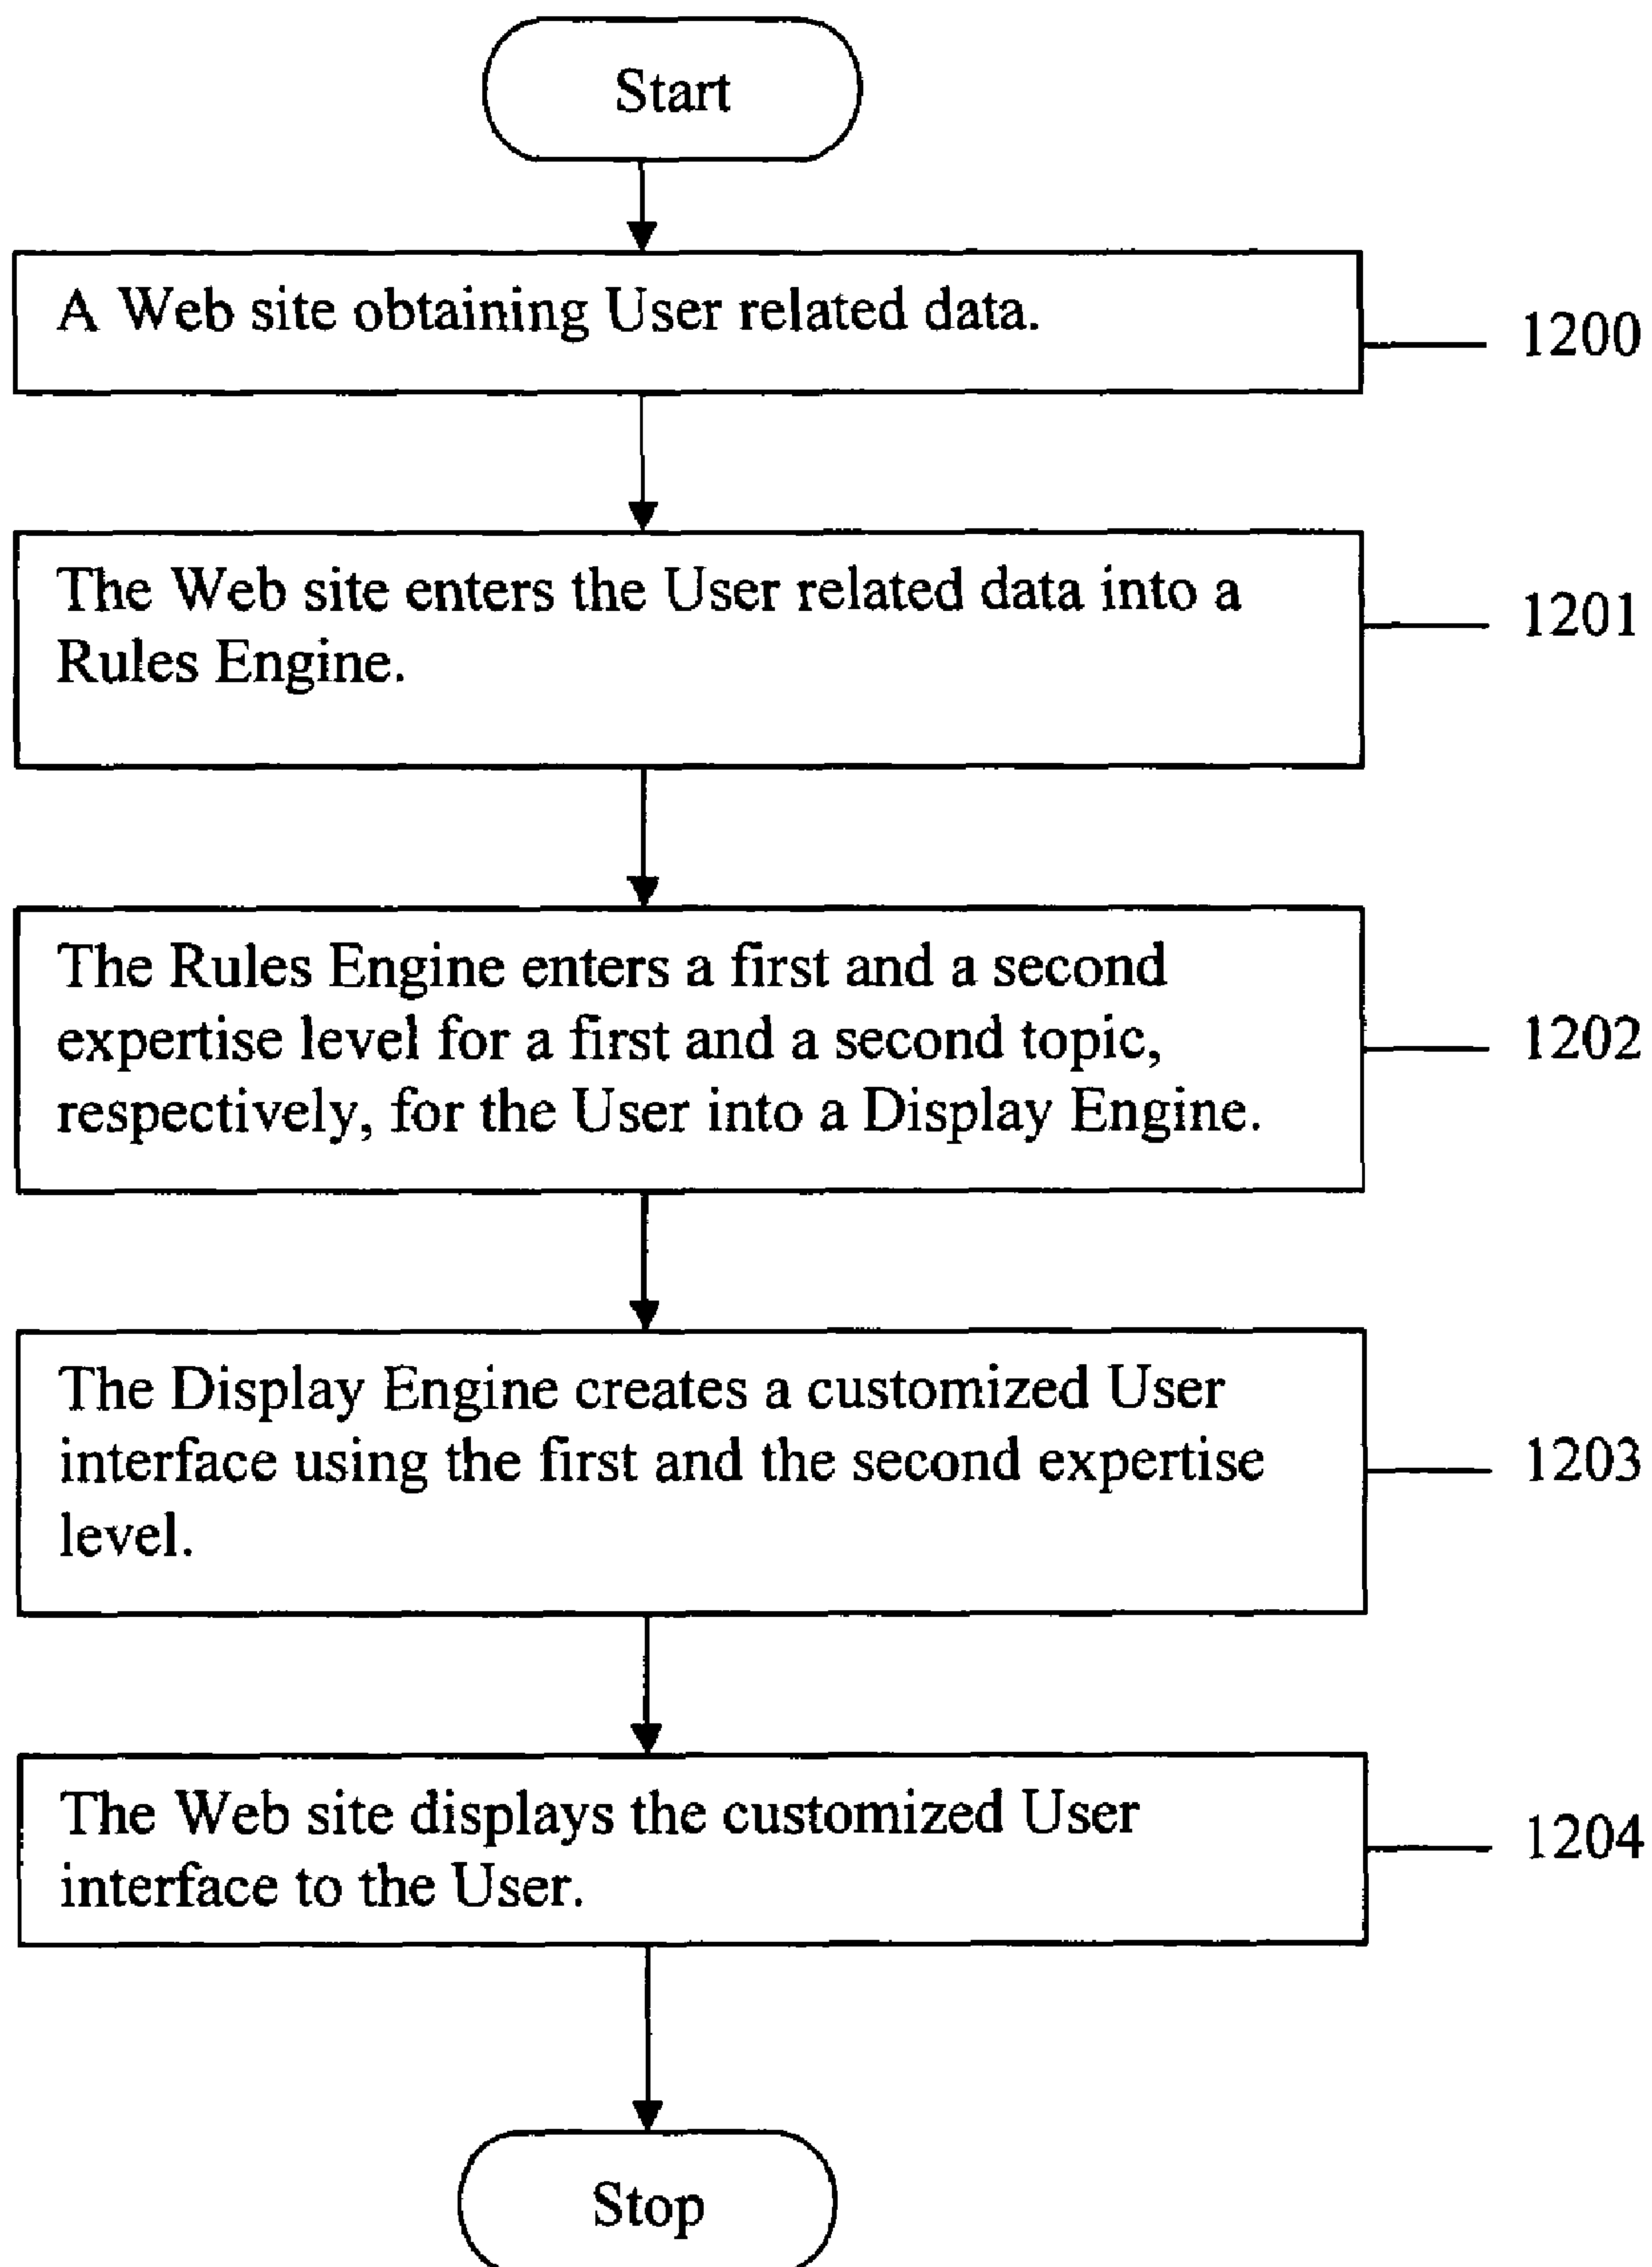 Start
A Web site obtaining User related data.
1200
The Web site enters the User related data into a
Rules Engine.
1201
The Rules Engine enters a first and a second
expertise level for a first and a second topic,
respectively, for the User into a Display Engine.
1202
The Display Engine creates a customized User
interface using the first and the second expertise
level.
1203
The Web site displays the customized User
interface to the User.
1204
Stop